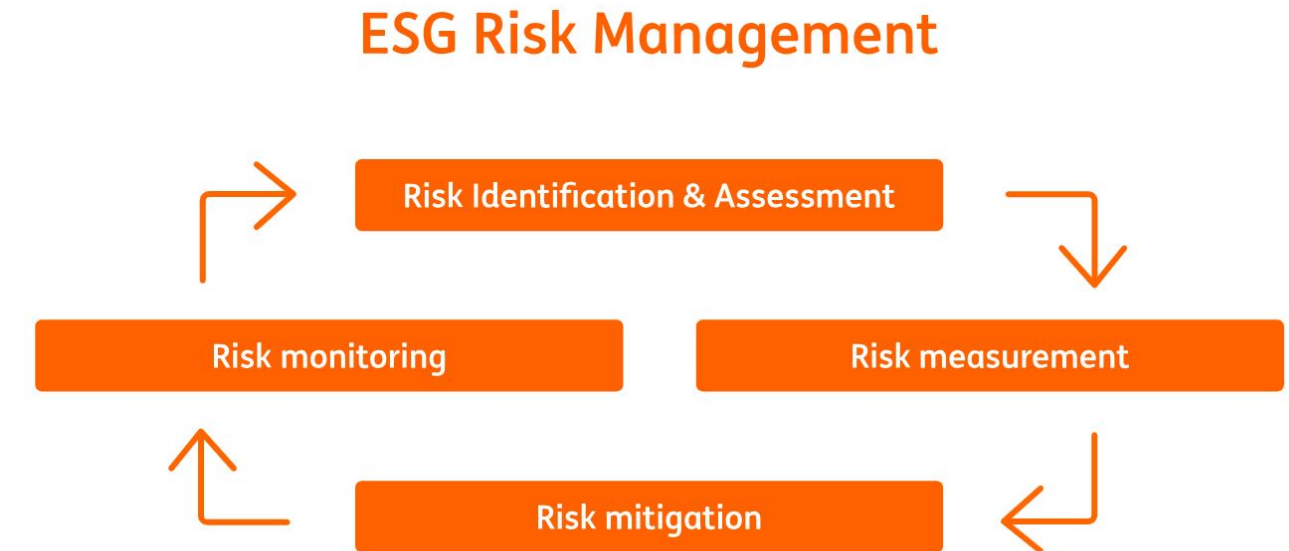 ESG Risk Management
Risk Identification & Assessment
Risk monitoring
Risk measurement
Risk mitigation